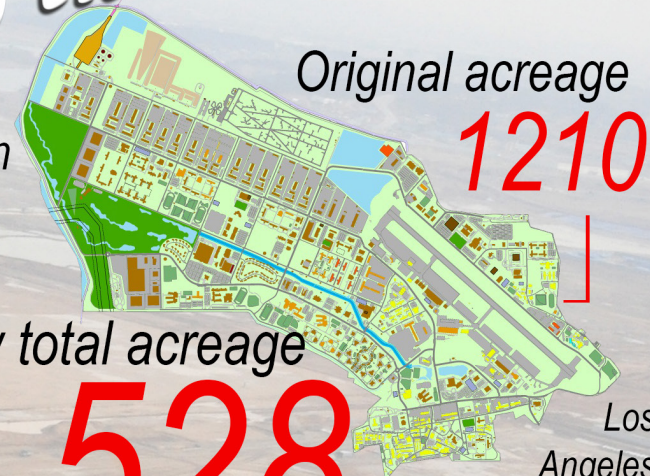 Original acreage
1210
total acreage
528
Los
Angeles